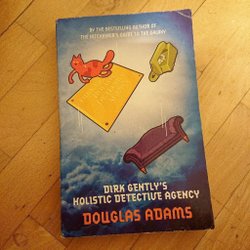 BY THE BESTSELLING AUTHOR OF
THE HITCHHIKER'S GUIDE TO THE GALAXY
DIRK GENTLY'S
HOLISTIC DETECTIVE AGENCY
DOUGLAS ADAMS